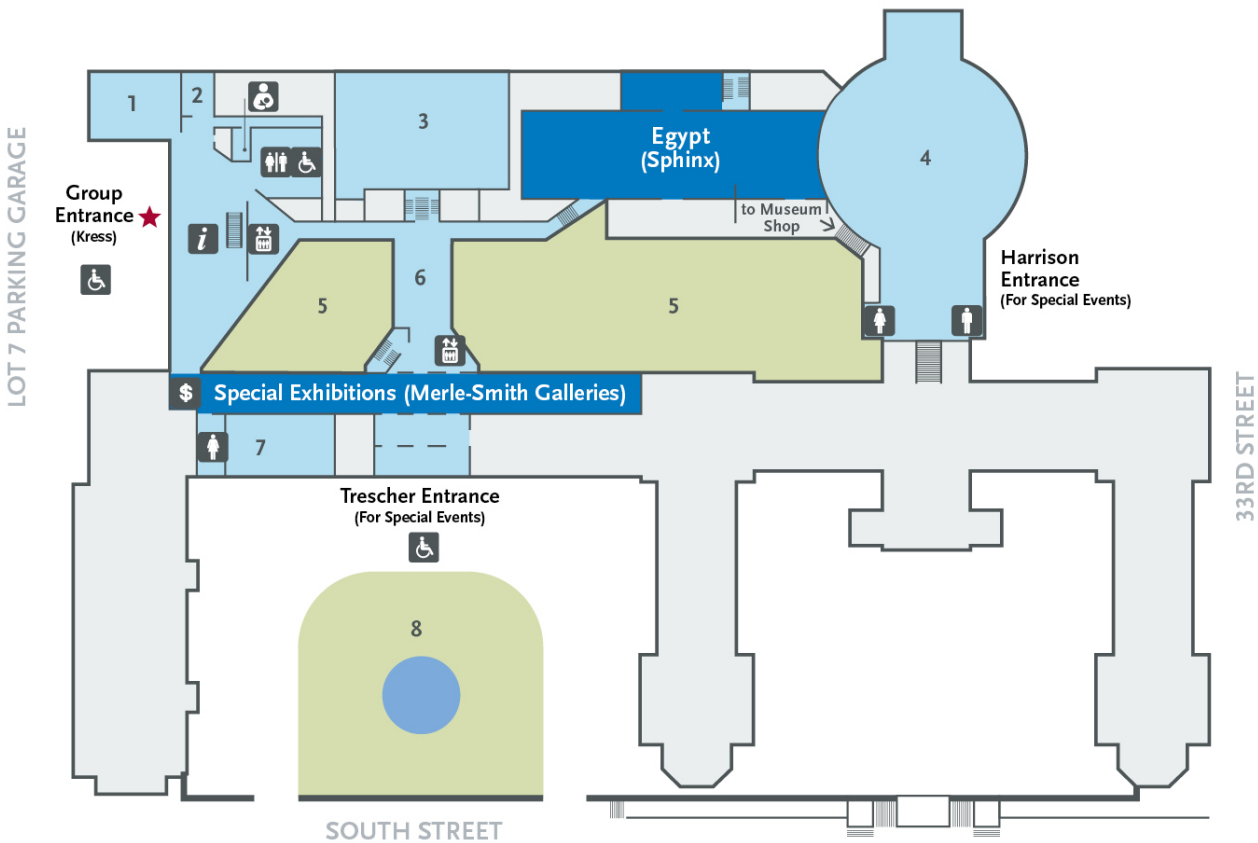 1
2
3
Egypt
(Sphinx)
4
LOT 7 PARKING GARAGE
Group
Entrance
(Kress)
i
to Museum
Shop
Harrison
Entrance
(For Special Events)
5
6
5
$
Special Exhibitions (Merle-Smith Galleries)
7
33RD STREET
Trescher Entrance
(For Special Events)
8
SOUTH STREET